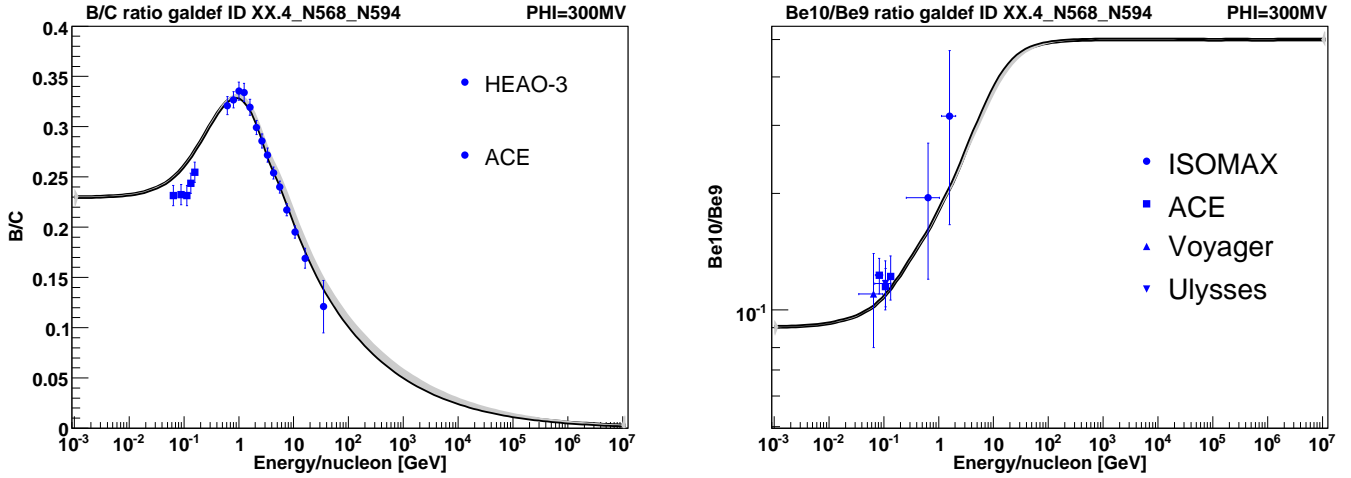 B/C ratio galdef ID XX.4_N568_N594 PHI=300MV
0.4
0.35
0.3
0.25
0.2
0.15
0.1
0.05
0
B/C
HEAO-3
ACE
10-3 10-2 10-1 1 10 10^2 10^3 10^4 10^5 10^6 10^7
Energy/nucleon [GeV]
Be10/Be9 ratio galdef ID XX.4_N568_N594 PHI=300MV
10-1
Be10/Be9
ISOMAX
ACE
Voyager
Ulysses
10-3 10-2 10-1 1 10 10^2 10^3 10^4 10^5 10^6 10^7
Energy/nucleon [GeV]